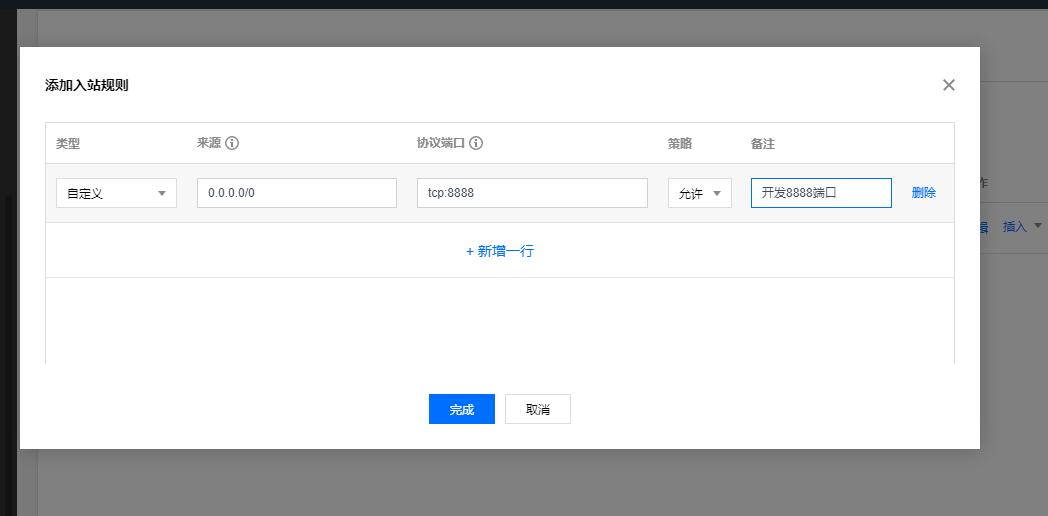 添加入站规则
类型 来源 协议端口 策略 备注
自定义 0.0.0.0/0 tcp:8888 允许 开发8888端口 删除
+ 新增一行
完成 取消
作
辑 插入